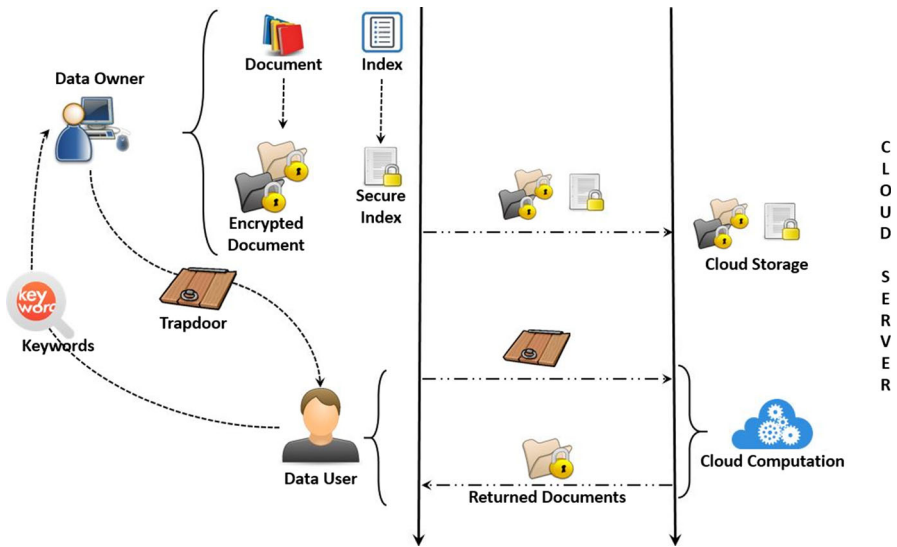 Data Owner
Document
Index
Encrypted
Document
Secure
Index
key
word
Keywords
Trapdoor
Data User
Returned Documents
Cloud Storage
Cloud Computation
C
L
O
U
D
S
E
R
V
E
R